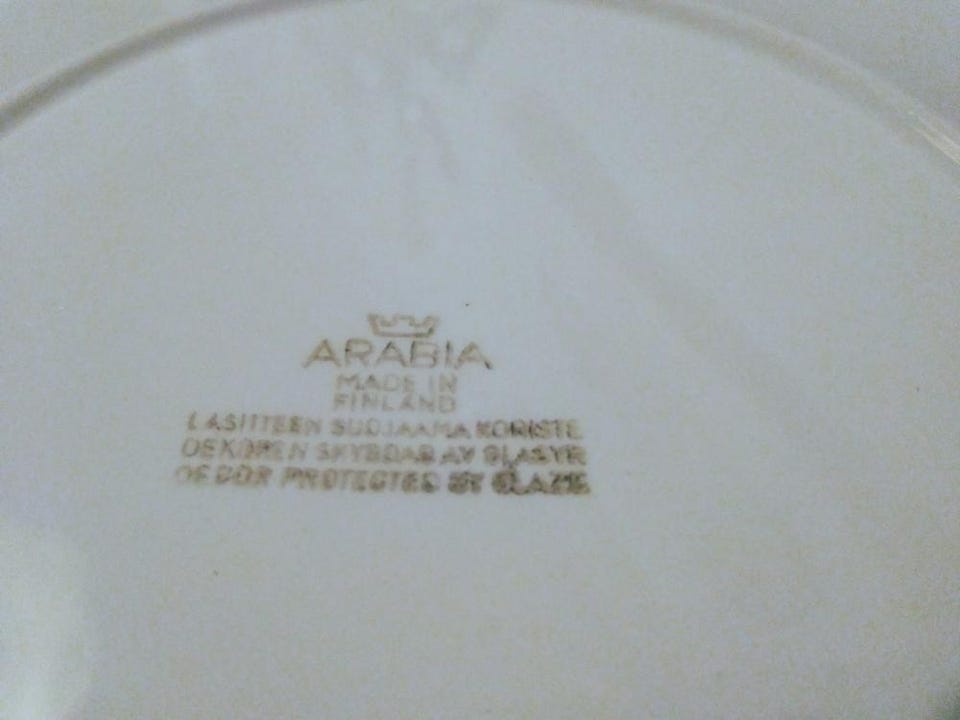 ARABIA
MADE IN
FINLAND
LASITTEEN SUOJAAMA KORISTE
DEKOREN SKYDDAD AV GLASYR
DECOR PROTECTED BY GLAZE